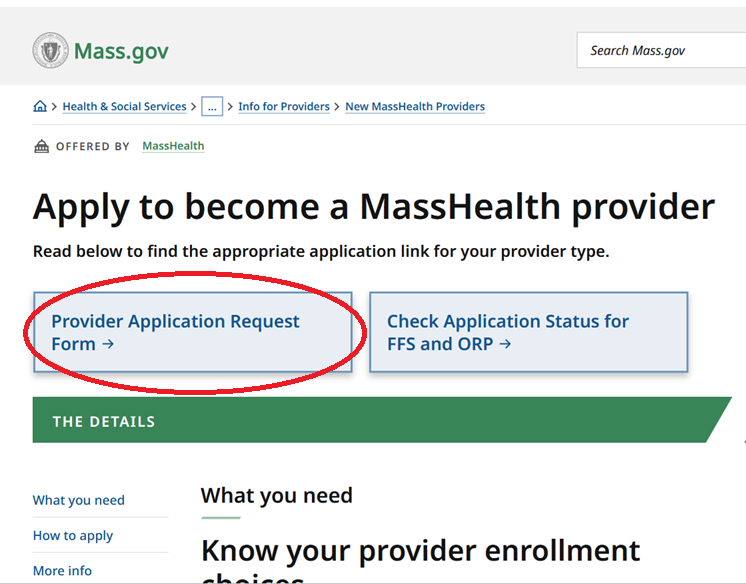 Mass.gov
Search Mass.gov
Health & Social Services > ... > Info for Providers > New MassHealth Providers
OFFERED BY MassHealth
Apply to become a MassHealth provider
Read below to find the appropriate application link for your provider type.
Provider Application Request
Form →
Check Application Status for
FFS and ORP →
THE DETAILS
What you need
How to apply
More info
What you need
Know your provider enrollment
choices